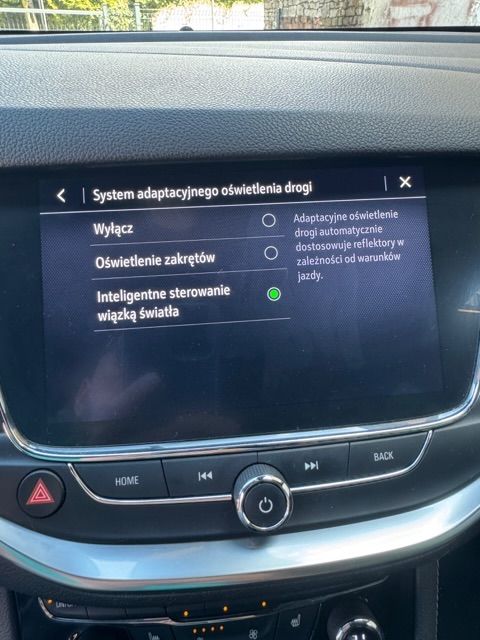 System adaptacyjnego oświetlenia drogi
Wyłącz
Oświetlenie zakrętów
Inteligentne sterowanie
wiązką światła
Adaptacyjne oświetlenie
drogi automatycznie
dostosowuje reflektory w
zależności od warunków
jazdy.
HOME
BACK